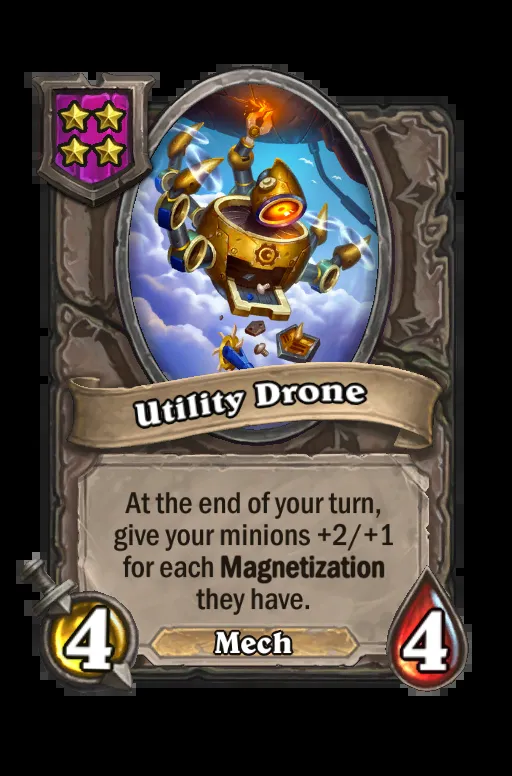 Utility Drone
At the end of your turn,
give your minions +2/+1
for each Magnetization
they have.
4
Mech
4